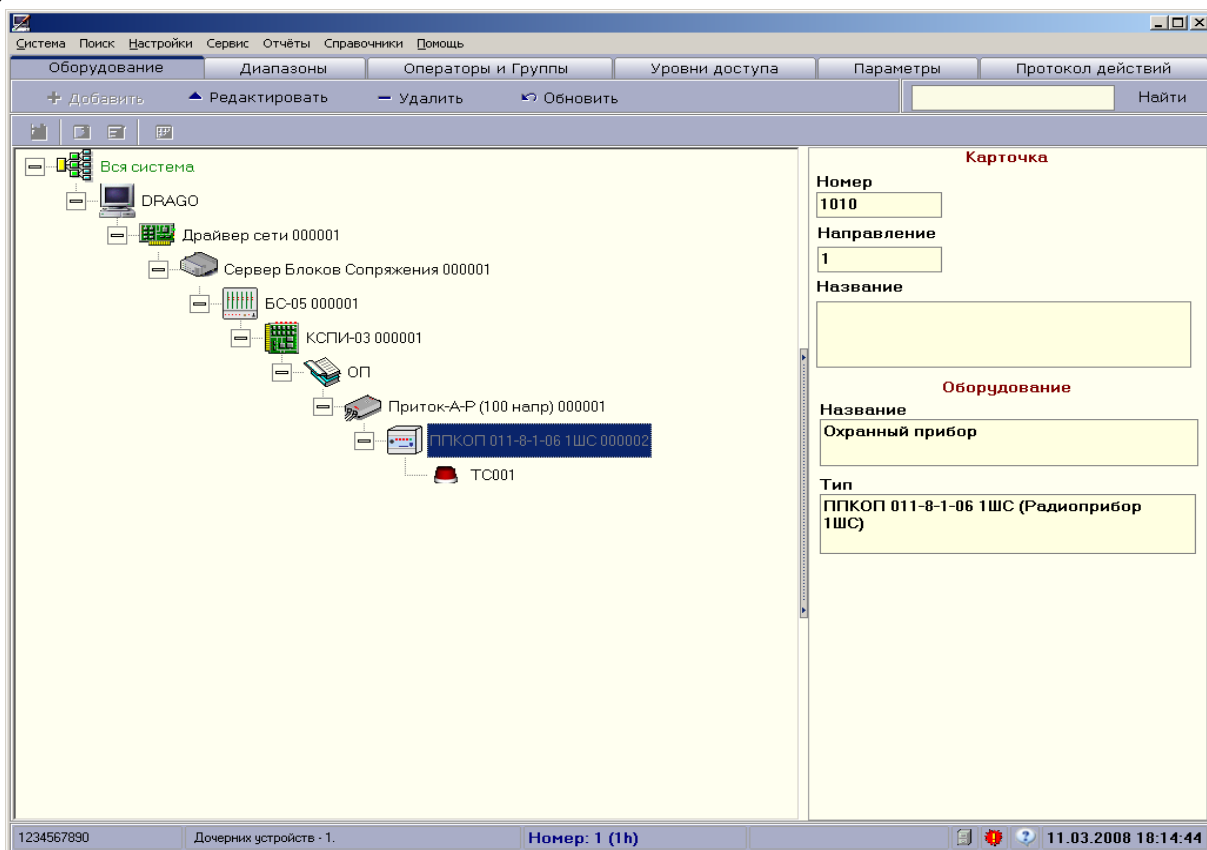 Система Поиск Настройки Сервис Отчёты Справочники Помощь
Оборудование Диапазоны Операторы и Группы Уровни доступа Параметры Протокол действий
Добавить Редактировать Удалить Обновить Найти
Вся система
DRAGO
Драйвер сети 000001
Сервер Блоков Сопряжения 000001
БС-05 000001
КСПИ-03 000001
ОП
Приток-А-Р (100 напр) 000001
ППКОП 011-8-1-06 1ШС 000002
ТС001
Карточка
Номер
1010
Направление
1
Название
Оборудование
Название
Охранный прибор
Тип
ППКОП 011-8-1-06 1ШС (Радиоприбор
1ШС)
1234567890 Дочерних устройств - 1. Номер: 1 (1h) 11.03.2008 18:14:44